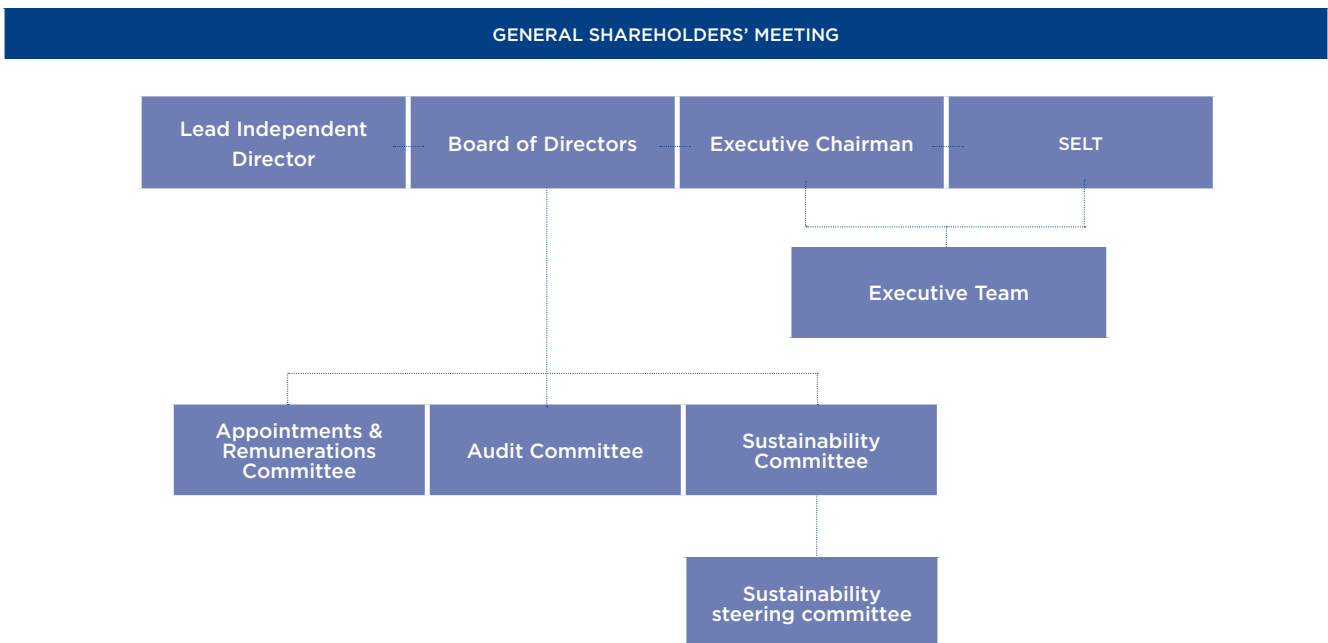 GENERAL SHAREHOLDERS’ MEETING
Lead Independent
Director
Board of Directors
Executive Chairman
SELT
Executive Team
Appointments &
Remunerations
Committee
Audit Committee
Sustainability
Committee
Sustainability
steering committee